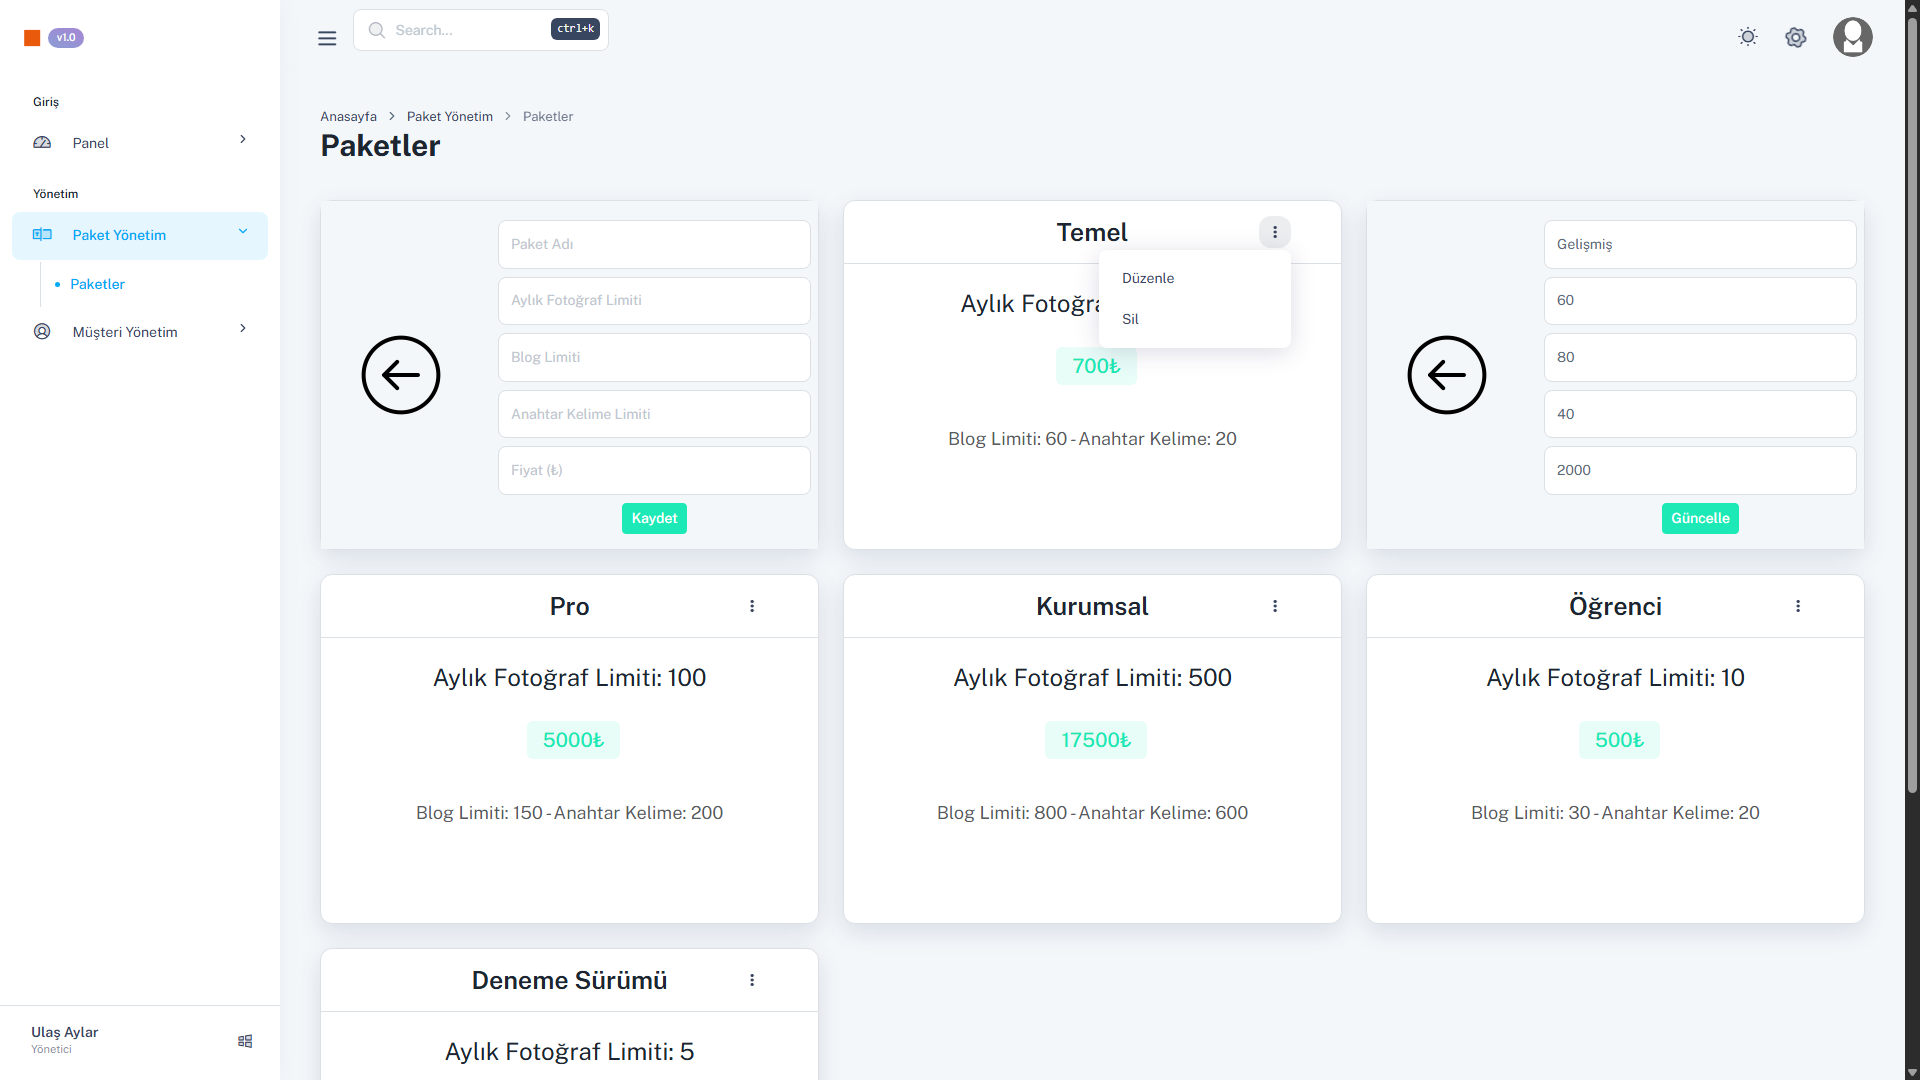 v1.0
Search...
ctrl+k
Giriş
Panel
Yönetim
Paket Yönetim
Paketler
Müşteri Yönetim
Ulaş Aylar
Yönetici
Anasayfa > Paket Yönetim > Paketler
Paketler
Paket Adı
Aylık Fotoğraf Limiti
Blog Limiti
Anahtar Kelime Limiti
Fiyat (₺)
Kaydet
Temel
Düzenle
Sil
Aylık Fotoğra
700₺
Blog Limiti: 60 - Anahtar Kelime: 20
Gelişmiş
60
80
40
2000
Güncelle
Pro
Aylık Fotoğraf Limiti: 100
5000₺
Blog Limiti: 150 - Anahtar Kelime: 200
Kurumsal
Aylık Fotoğraf Limiti: 500
17500₺
Blog Limiti: 800 - Anahtar Kelime: 600
Öğrenci
Aylık Fotoğraf Limiti: 10
500₺
Blog Limiti: 30 - Anahtar Kelime: 20
Deneme Sürümü
Aylık Fotoğraf Limiti: 5